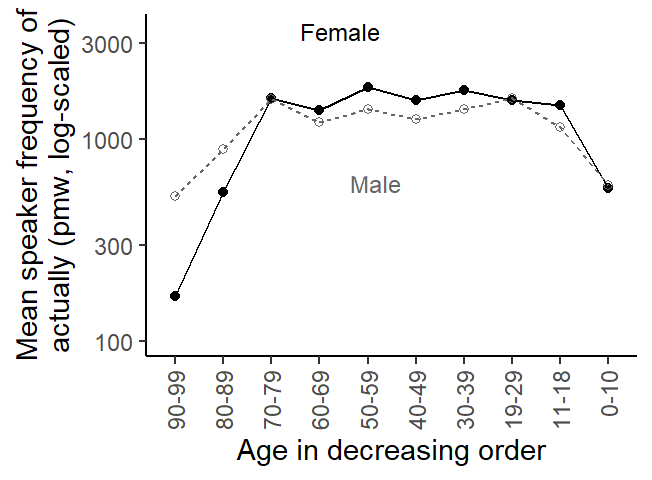 Mean speaker frequency of
actually (pmw, log-scaled)
3000
1000
300
100
Female
Male
90-99
80-89
70-79
60-69
50-59
40-49
30-39
19-29
11-18
0-10
Age in decreasing order